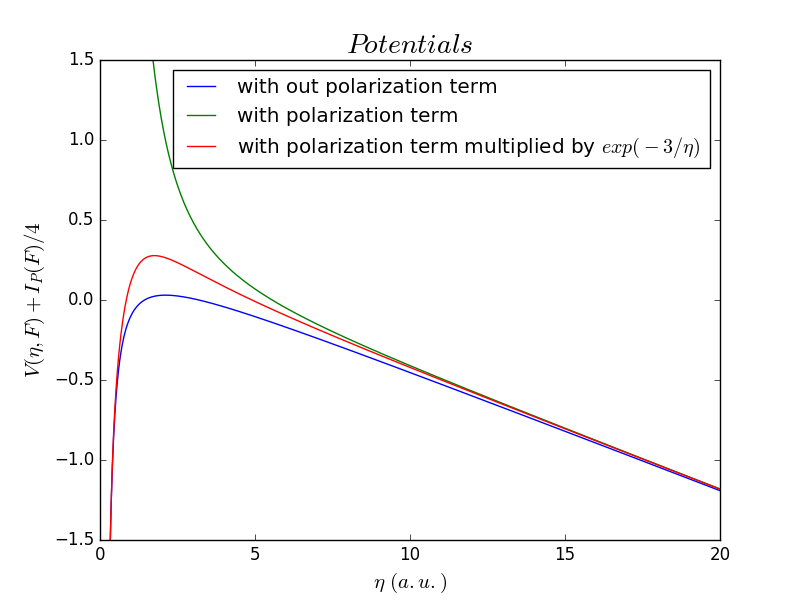 Potentials
with out polarization term
with polarization term
with polarization term multiplied by exp(−3/η)
V(η, F) + I_P(F)/4
1.5
1.0
0.5
0.0
−0.5
−1.0
−1.5
0 5 10 15 20
η (a.u.)